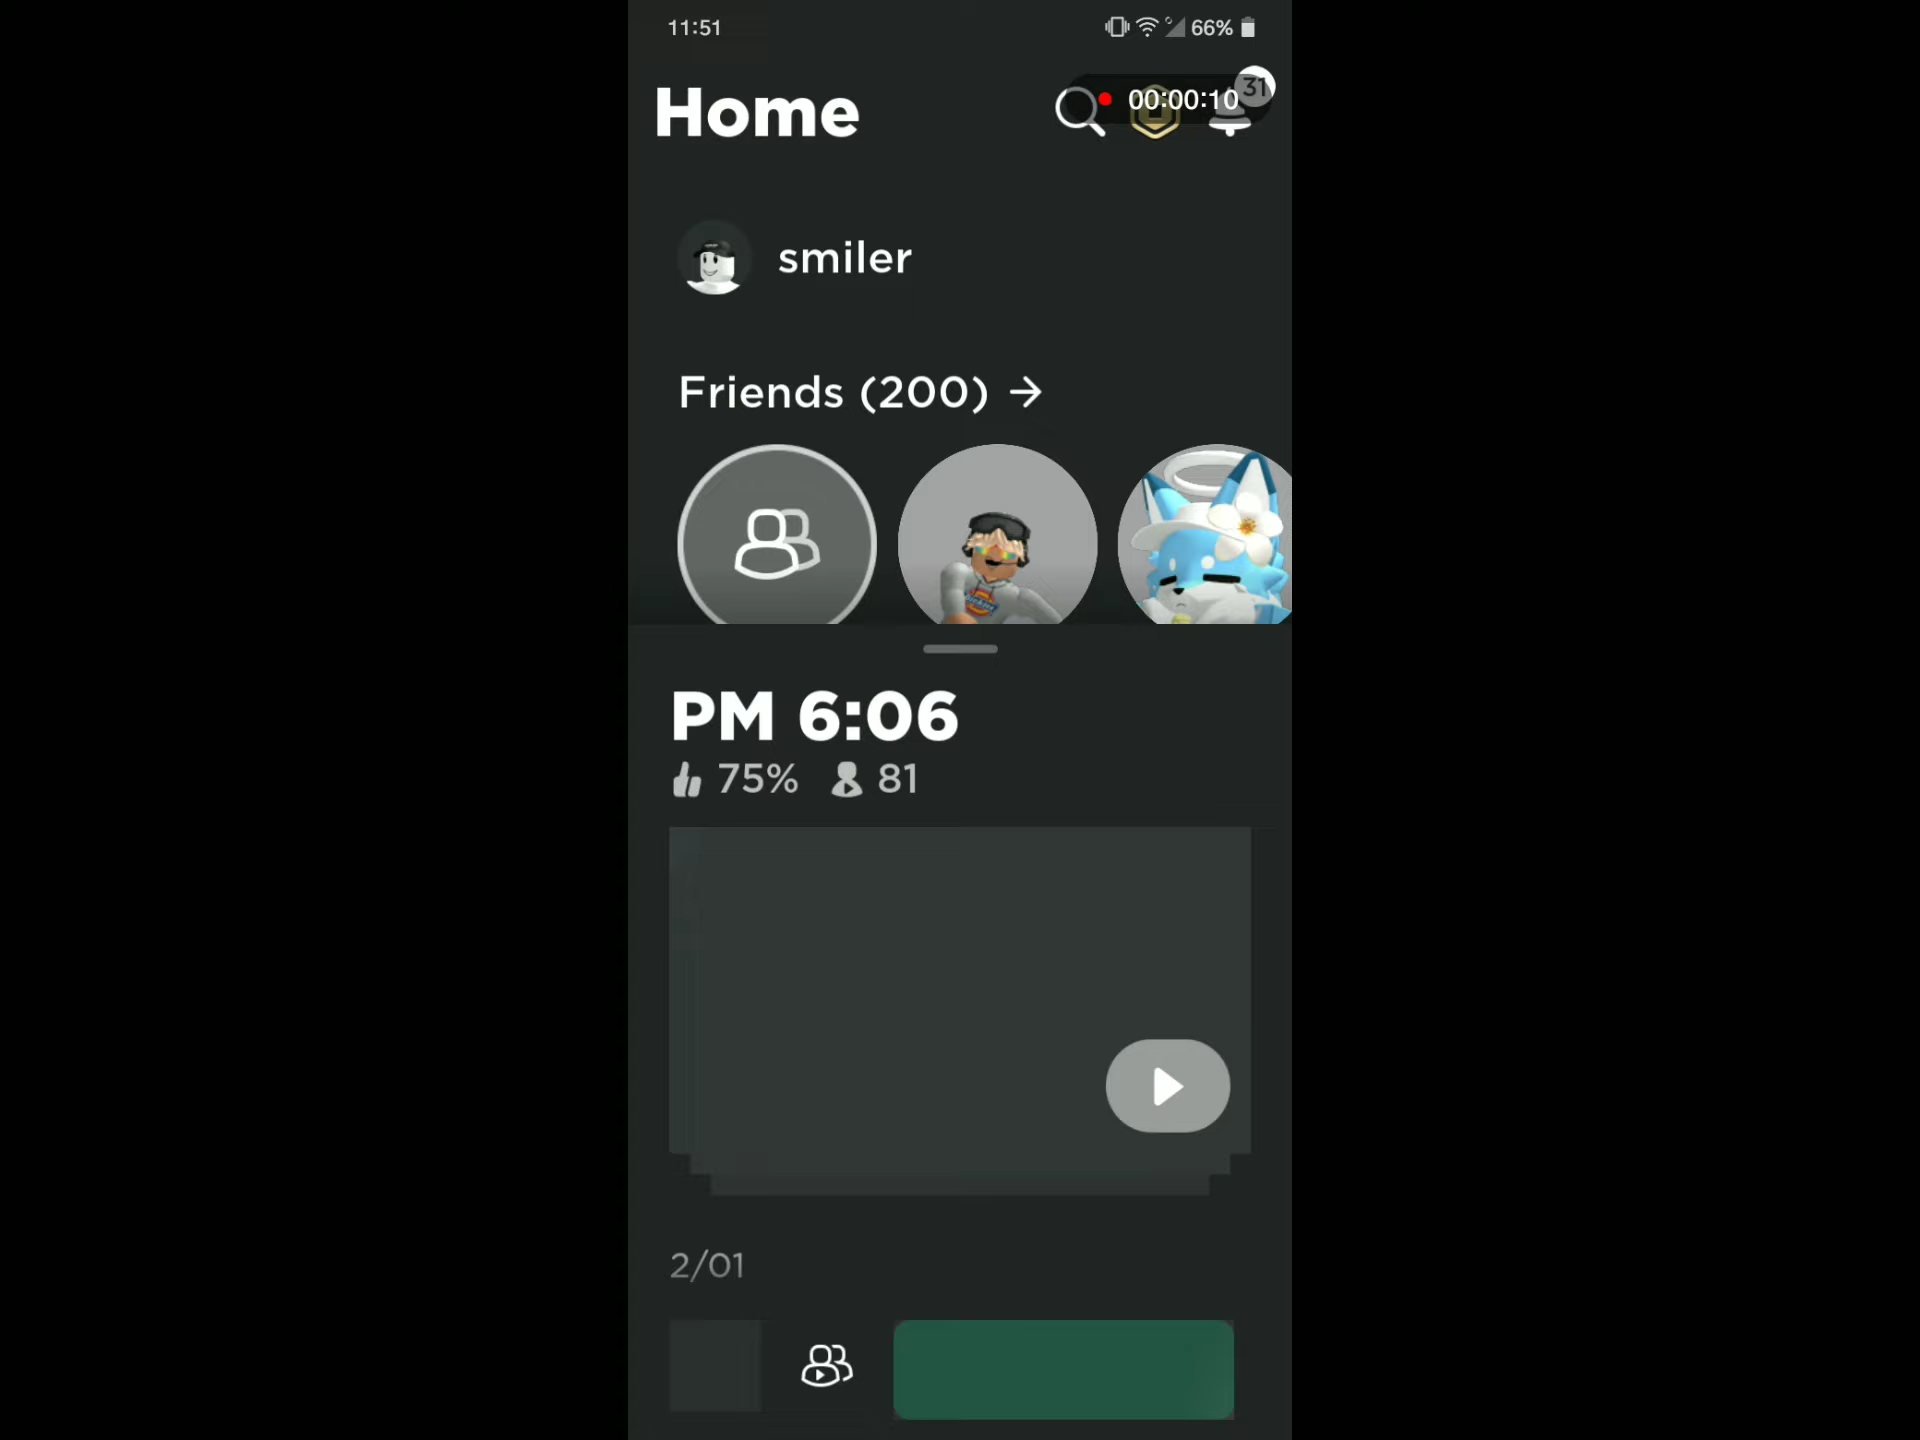 11:51
66%
Home
00:00:10
31
smiler
Friends (200) →
PM 6:06
75% 81
2/01